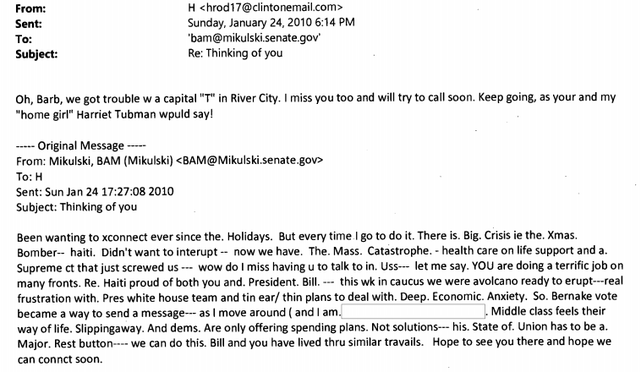 From: H <hrod17@clintonemail.com>
Sent: Sunday, January 24, 2010 6:14 PM
To: 'bam@mikulski.senate.gov'
Subject: Re: Thinking of you
Oh, Barb, we got trouble w a capital "T" in River City. I miss you too and will try to call soon. Keep going, as your and my
"home girl" Harriet Tubman wpuld say!
----- Original Message -----
From: Mikulski, BAM (Mikulski) <BAM@Mikulski.senate.gov>
To: H
Sent: Sun Jan 24 17:27:08 2010
Subject: Thinking of you
Been wanting to xconnect ever since the. Holidays. But every time I go to do it. There is. Big. Crisis ie the. Xmas.
Bomber-- haiti. Didn't want to interupt -- now we have. The. Mass. Catastrophe. - health care on life support and a.
Supreme ct that just screwed us --- wow do I miss having u to talk to in. Uss--- let me say. YOU are doing a terrific job on
many fronts. Re. Haiti proud of both you and. President. Bill. --- this wk in caucus we were avolcano ready to erupt---real
frustration with. Pres white house team and tin ear/ thin plans to deal with. Deep. Economic. Anxiety. So. Bernake vote
became a way to send a message--- as I move around ( and I am. . Middle class feels their
way of life. Slippingaway. And dems. Are only offering spending plans. Not solutions--- his. State of. Union has to be a.
Major. Rest button---- we can do this. Bill and you have lived thru similar travails. Hope to see you there and hope we
can connct soon.